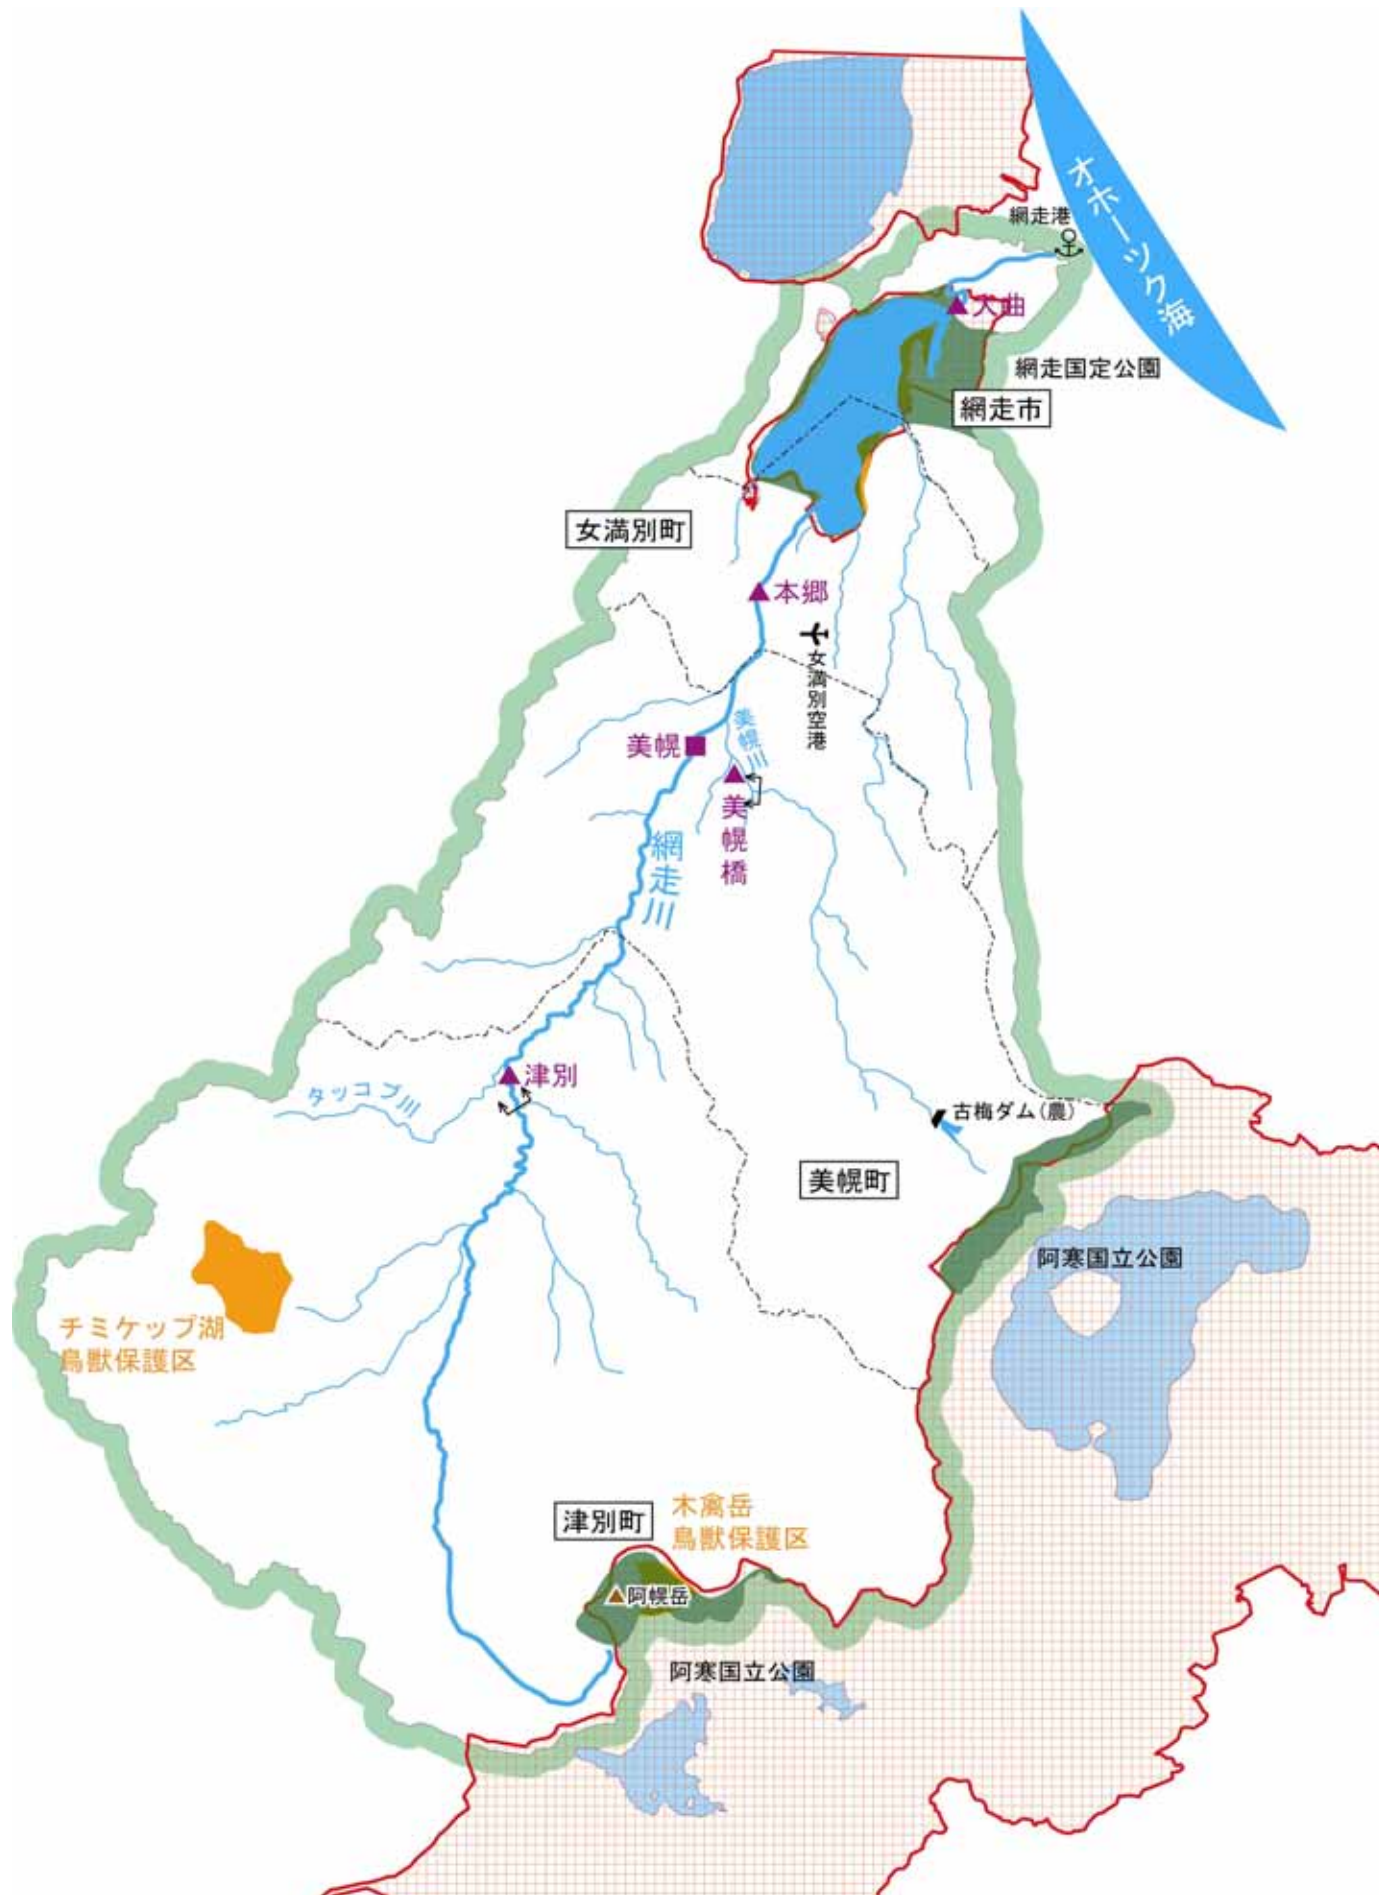 オホーツク海
網走港
大曲
網走国定公園
網走市
女満別町
本郷
女満別空港
美幌川
美幌
美幌橋
網走川
津別
タッコブ川
古梅ダム(農)
美幌町
阿寒国立公園
チミケップ湖
鳥獣保護区
津別町
木禽岳
鳥獣保護区
阿幌岳
阿寒国立公園